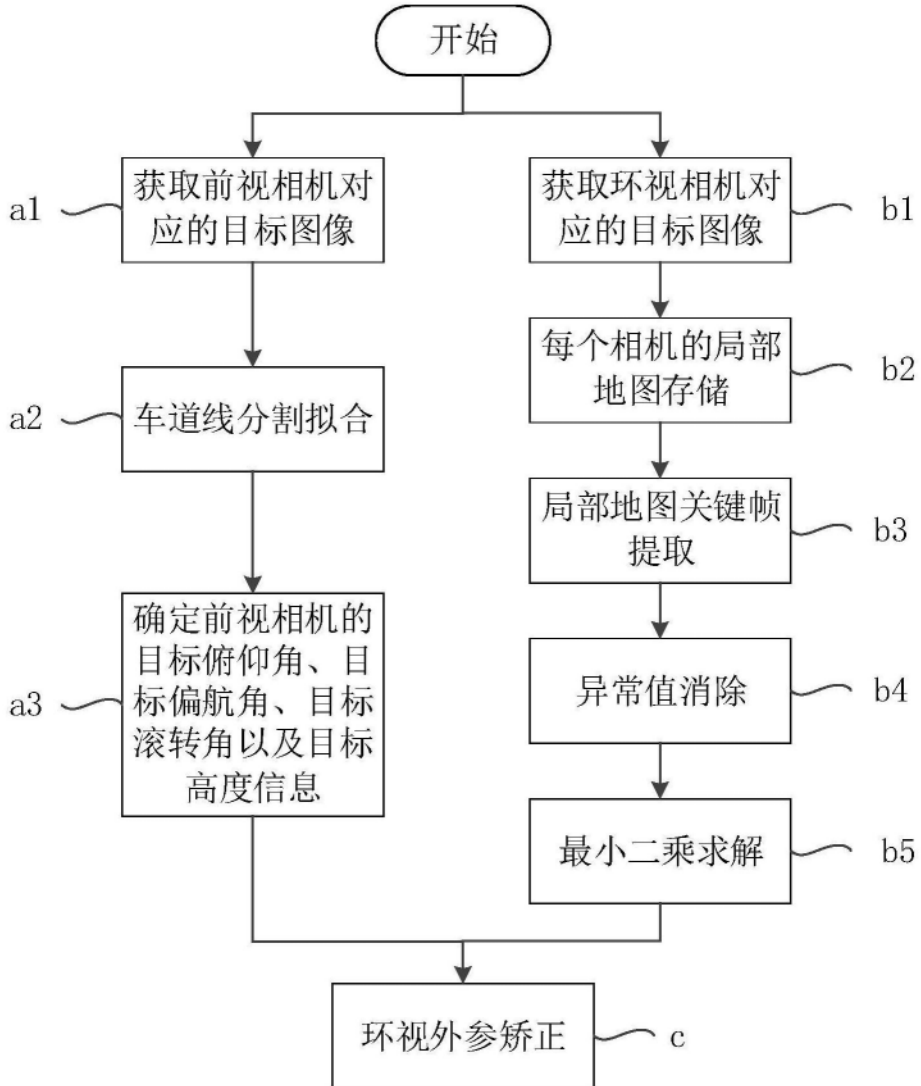 开始
a1
获取前视相机对
应的目标图像
获取环视相机对
应的目标图像
b1
每个相机的局部
地图存储
b2
a2
车道线分割拟合
局部地图关键帧
提取
b3
a3
确定前视相机的
目标俯仰角、目
标偏航角、目标
滚转角以及目标
高度信息
异常值消除
b4
最小二乘求解
b5
环视外参矫正
c